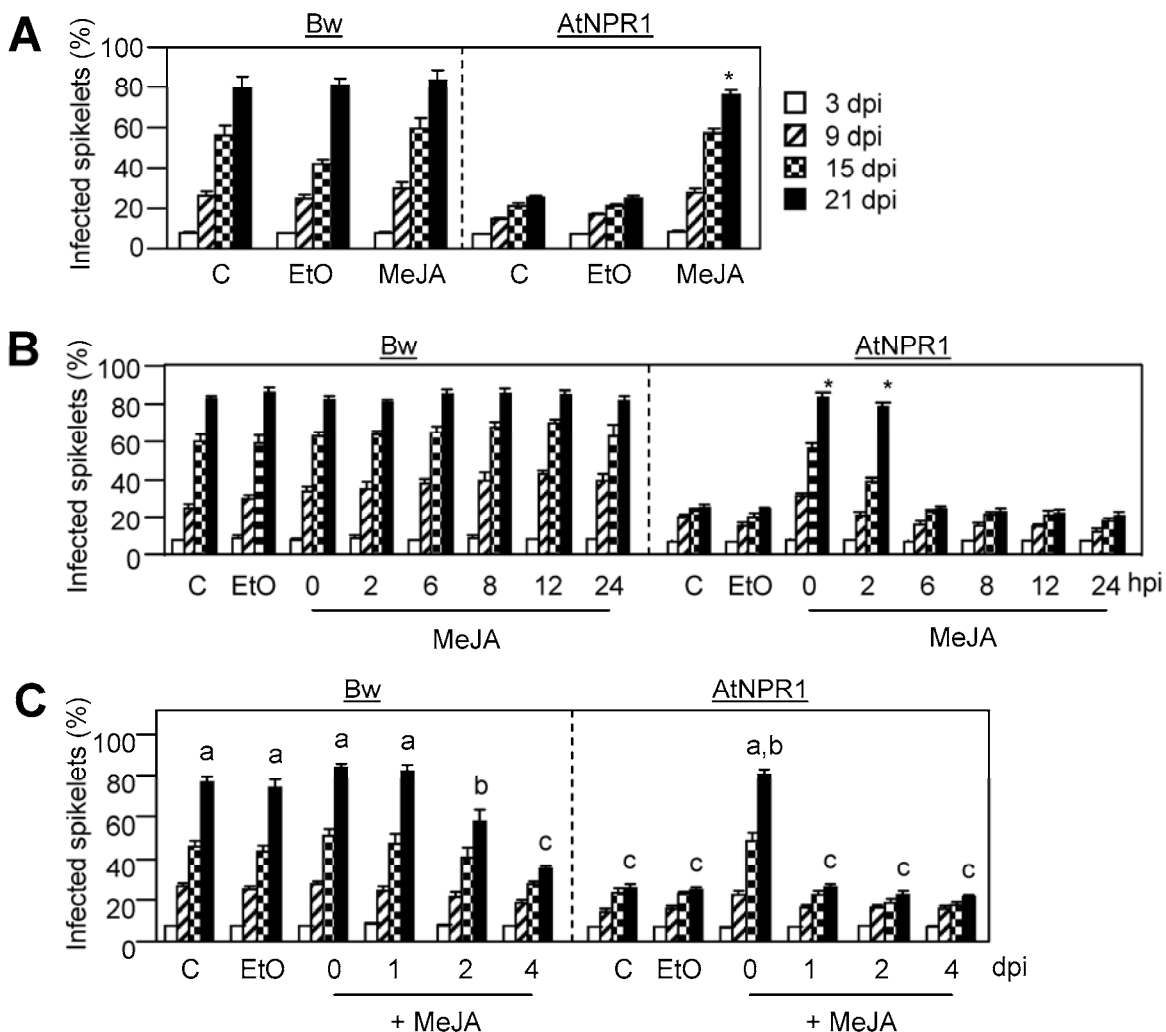 A
Bw AtNPR1
Infected spikelets (%)
100
80
60
40
20
0
*
3 dpi
9 dpi
15 dpi
21 dpi
C EtO MeJA C EtO MeJA
B
Bw AtNPR1
Infected spikelets (%)
100
80
60
40
20
0
* *
C EtO 0 2 6 8 12 24 C EtO 0 2 6 8 12 24 hpi
MeJA MeJA
C
Bw AtNPR1
Infected spikelets (%)
100
80
60
40
20
0
a a a a b c c c a,b c c c
C EtO 0 1 2 4 C EtO 0 1 2 4 dpi
+ MeJA + MeJA